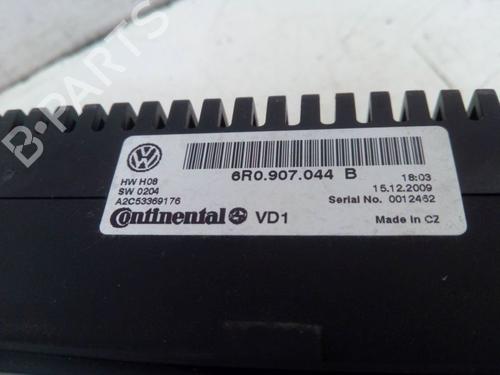 B-PARTS
6R0.907.044 B
HW H08
SW 0204
A2C53369176
18:03
15.12.2009
Serial No. 0012462
Continental VD1
Made in CZ